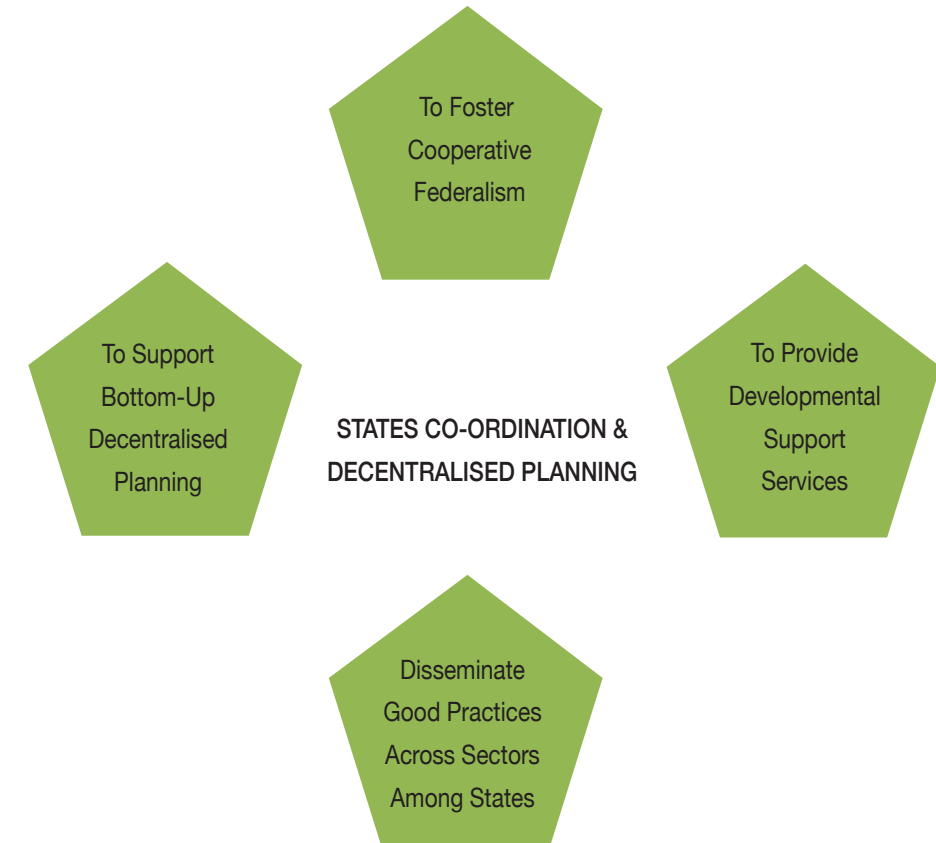 To Foster
Cooperative
Federalism
To Support
Bottom-Up
Decentralised
Planning
STATES CO-ORDINATION &
DECENTRALISED PLANNING
To Provide
Developmental
Support
Services
Disseminate
Good Practices
Across Sectors
Among States